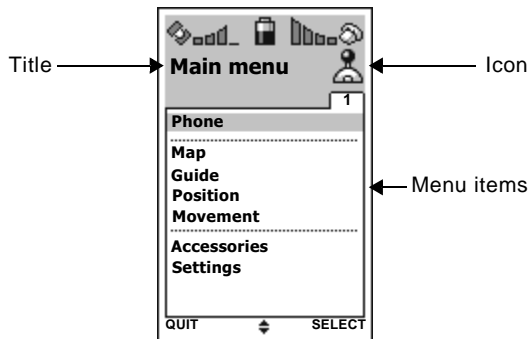 Title
Main menu
Icon
1
Phone
Map
Guide
Position
Menu items
Movement
Accessories
Settings
QUIT
SELECT